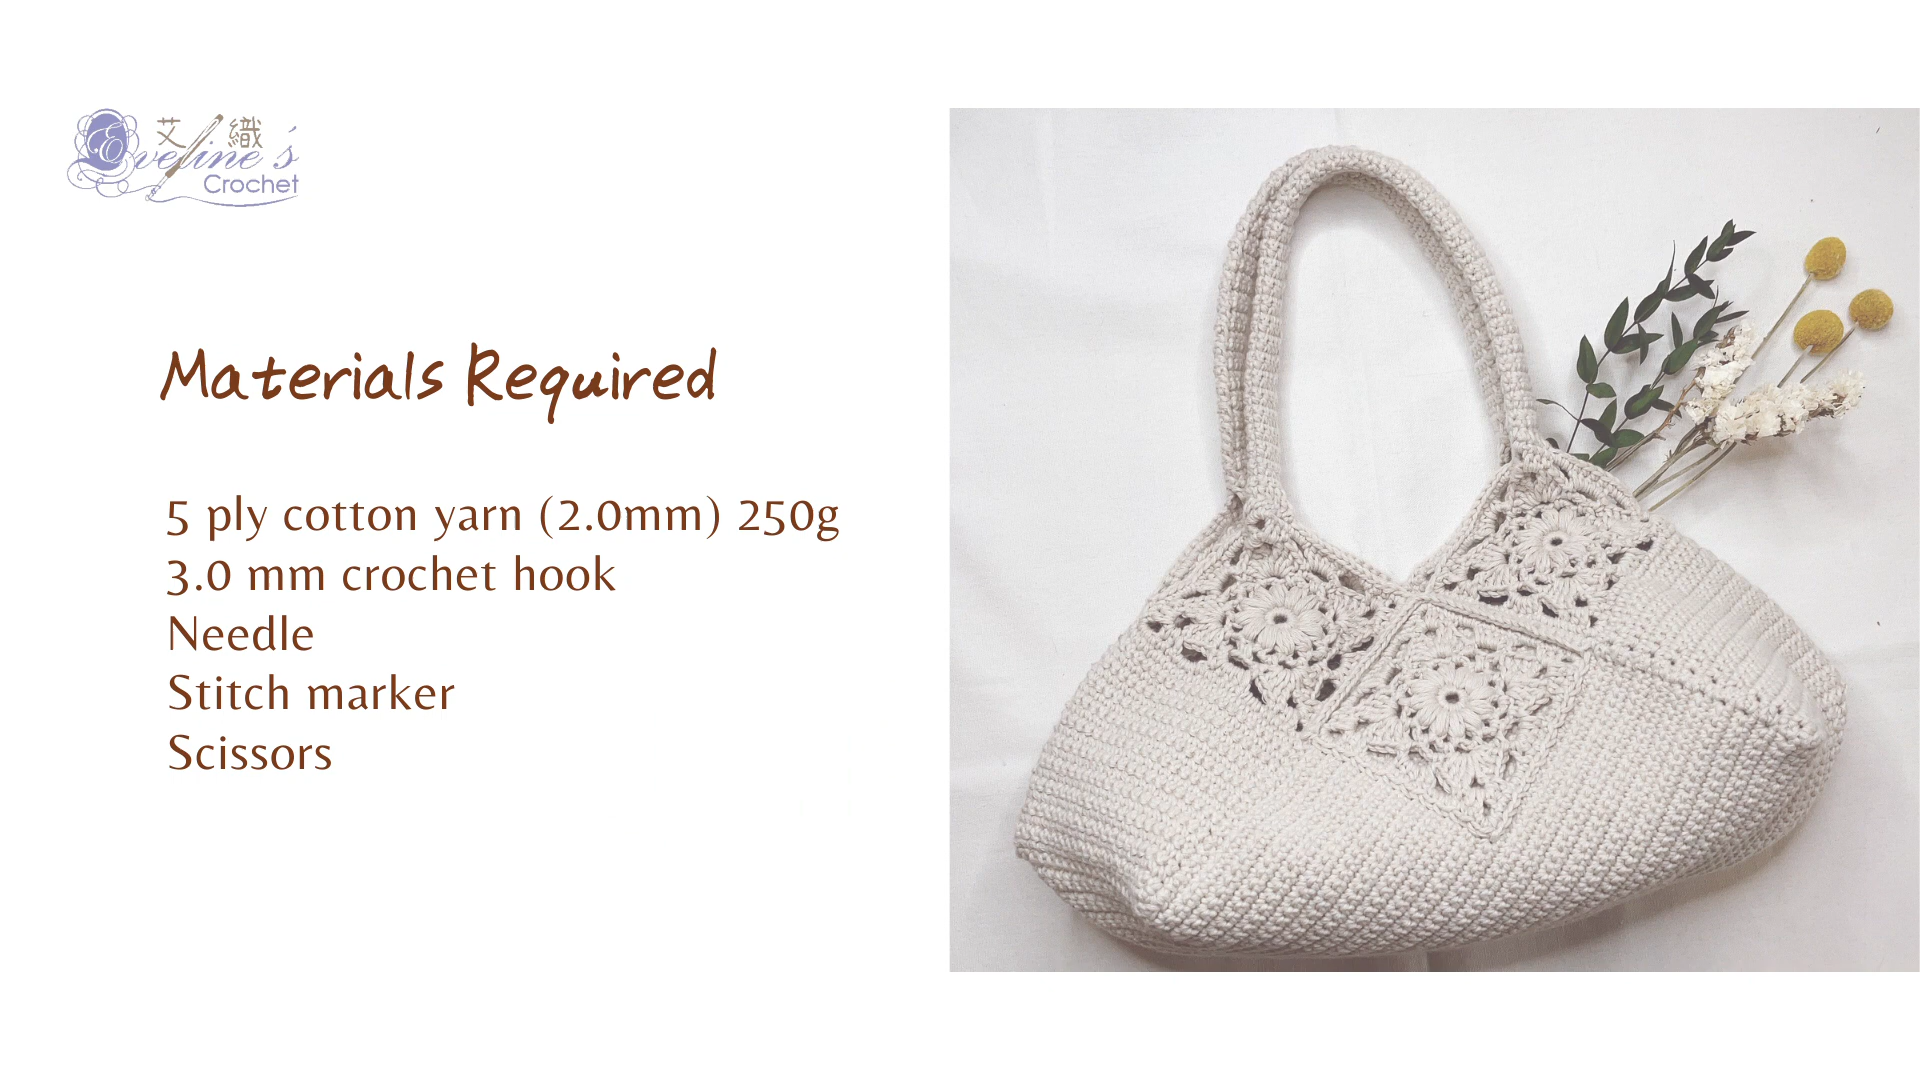 艾織
Eveline's
Crochet
Materials Required
5 ply cotton yarn (2.0mm) 250g
3.0 mm crochet hook
Needle
Stitch marker
Scissors